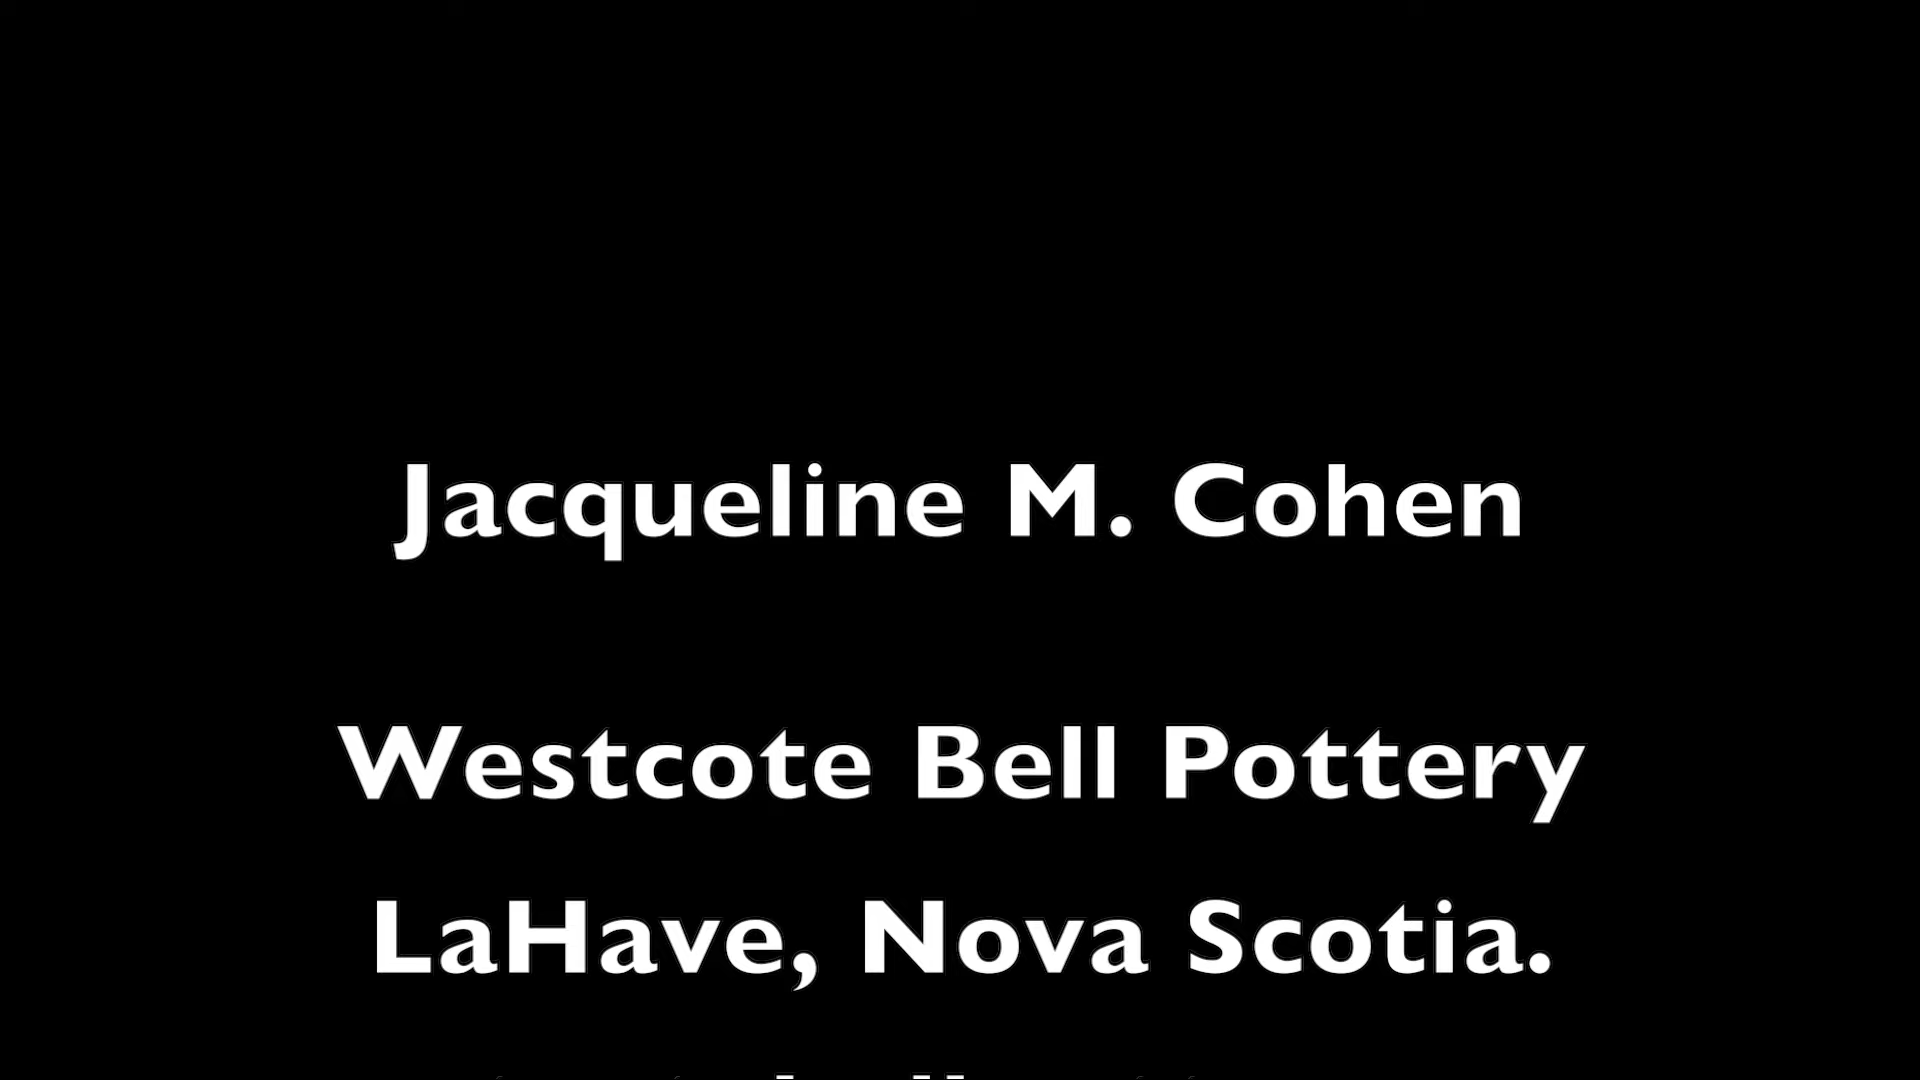 Jacqueline M. Cohen
Westcote Bell Pottery
LaHave, Nova Scotia.